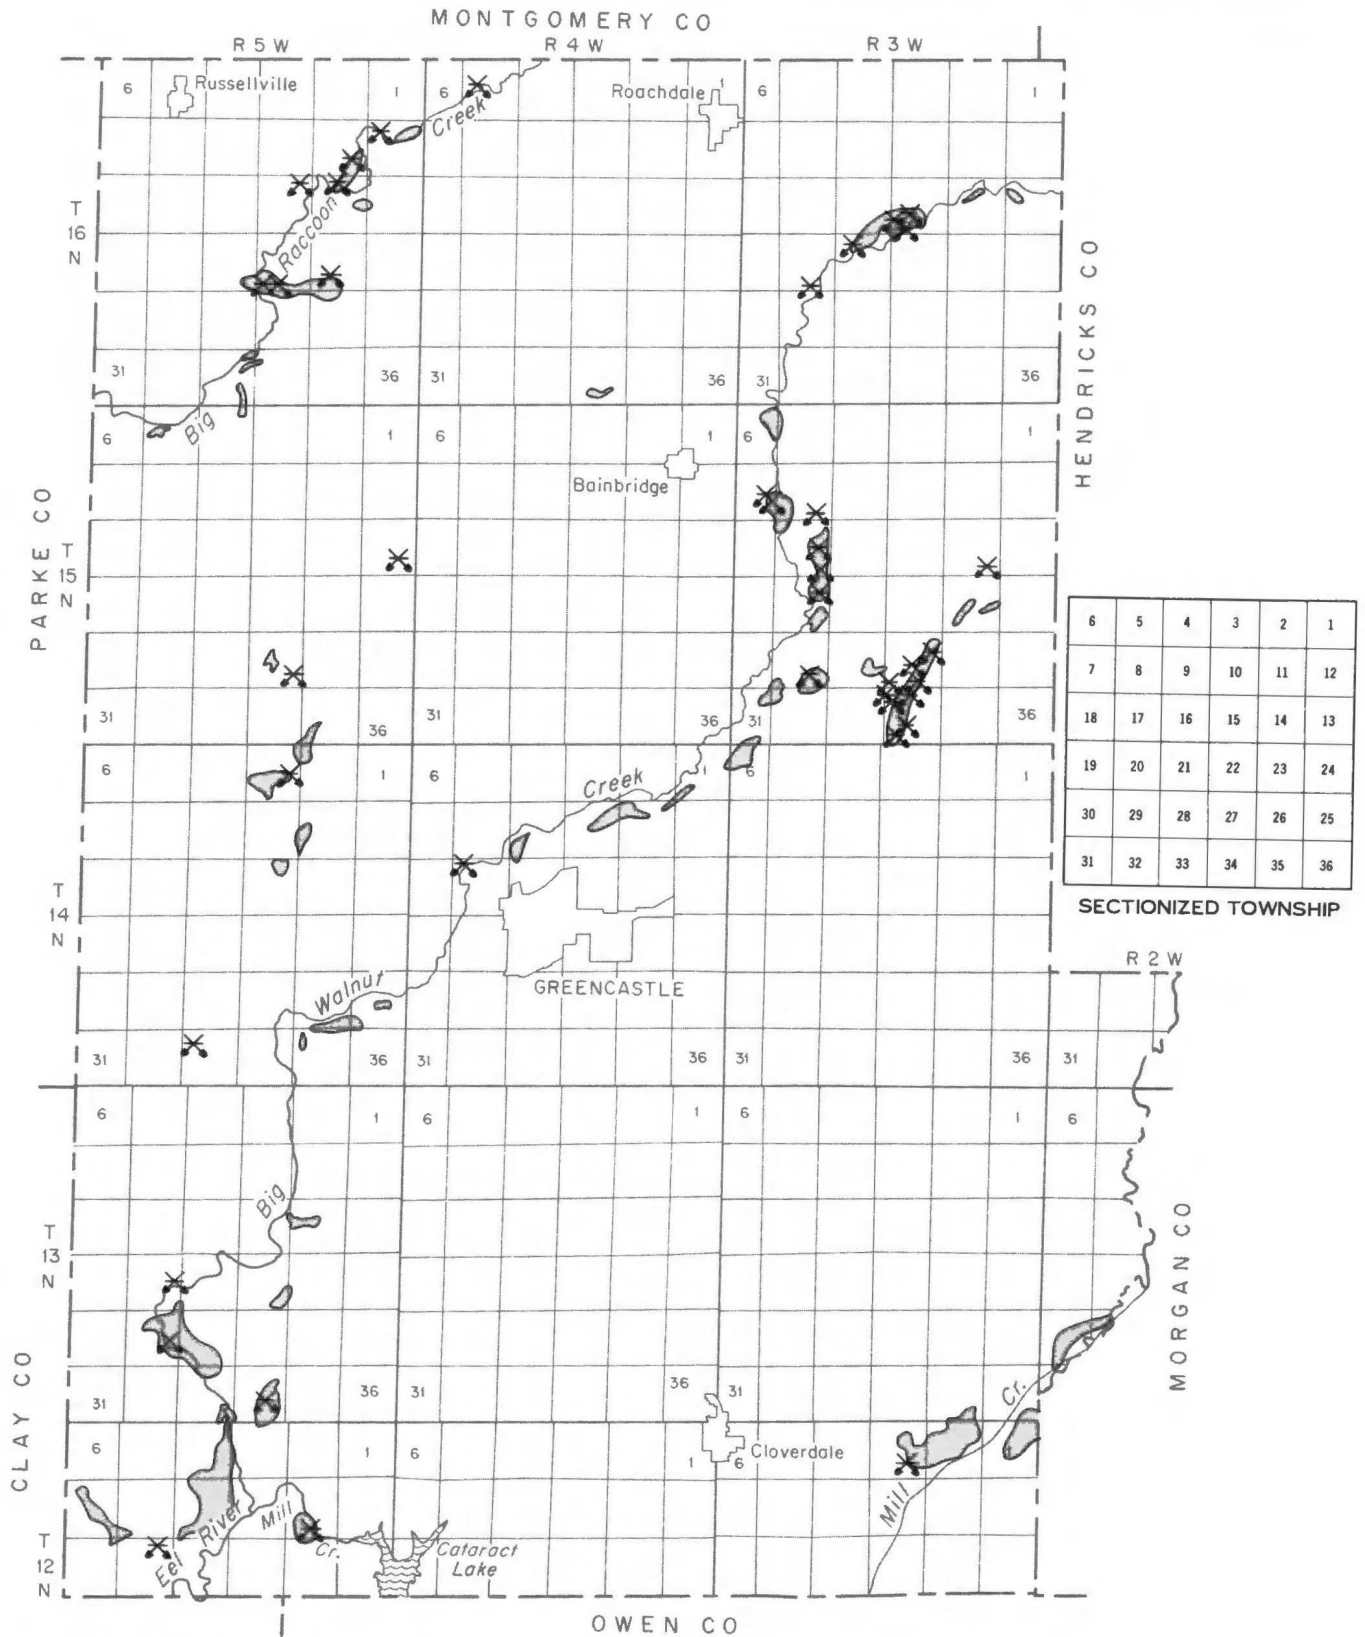 MONTGOMERY CO
R 5 W R 4 W R 3 W
6 Russellville 1 6 Creek Roachdale 1 6 1
T
16
N
Raccoon
HENDRICKS CO
31 36 31 36 31 36
Big
6 1 6 1 6 1
Bainbridge
PARKE CO
T
15
N
31 36 31 36 31 36
6 1 6 Creek 1 6 1
6 5 4 3 2 1
7 8 9 10 11 12
18 17 16 15 14 13
19 20 21 22 23 24
30 29 28 27 26 25
31 32 33 34 35 36
SECTIONIZED TOWNSHIP
T
14
N
R 2 W
Walnut
GREENCASTLE
31 36 31 36 31 36 31
6 1 6 1 6 1 6
Big
T
13
N
MORGAN CO
CLAY CO
31 36 31 36 31 Cr.
6 1 6 1 6 Cloverdale
Mill
T
12
N
Eel River Mill Cr. Cataract
Lake
OWEN CO